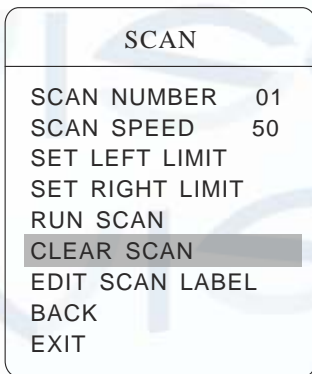 SCAN
SCAN NUMBER 01
SCAN SPEED 50
SET LEFT LIMIT
SET RIGHT LIMIT
RUN SCAN
CLEAR SCAN
EDIT SCAN LABEL
BACK
EXIT